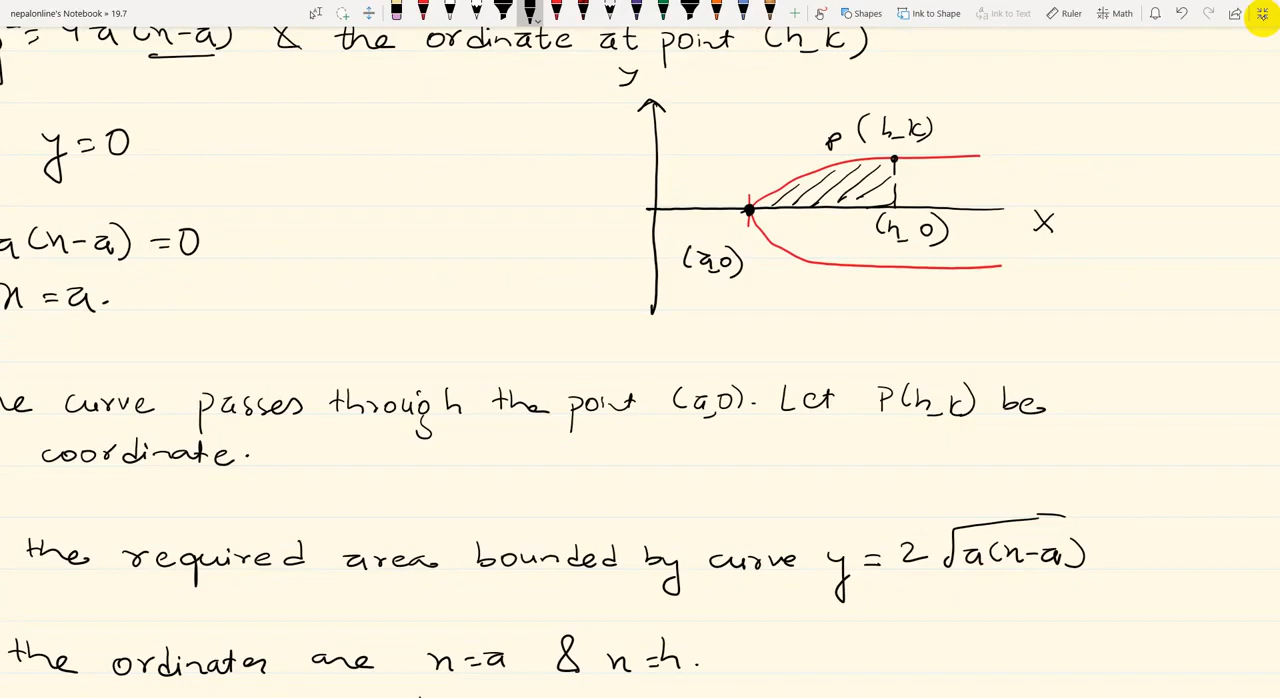 nepalonline's Notebook » 19.7
Shapes Ink to Shape Ink to Text Ruler Math
= 4a(x-a) & the ordinate at point (h,k)
y
y = 0
P (h,k)
a(x-a) = 0
(h,0)
X
(a,0)
x = a.
curve passes through the point (a,0). Let P(h,k) be
coordinate.
the required area bounded by curve y = 2√a(x-a)
the ordinates are x=a & x=h.